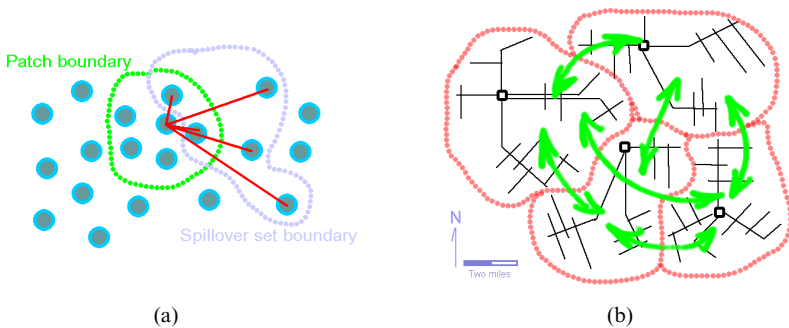 Patch boundary
Spillover set boundary
N
Two miles
(a)
(b)